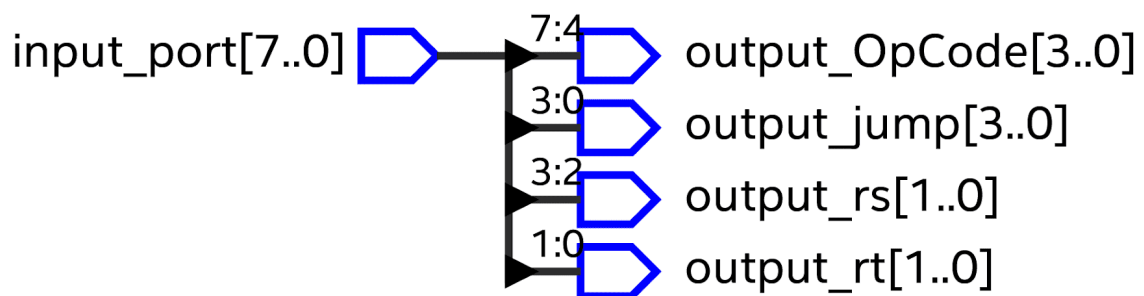 input_port[7..0] 7:4 output_OpCode[3..0]
3:0 output_jump[3..0]
3:2 output_rs[1..0]
1:0 output_rt[1..0]